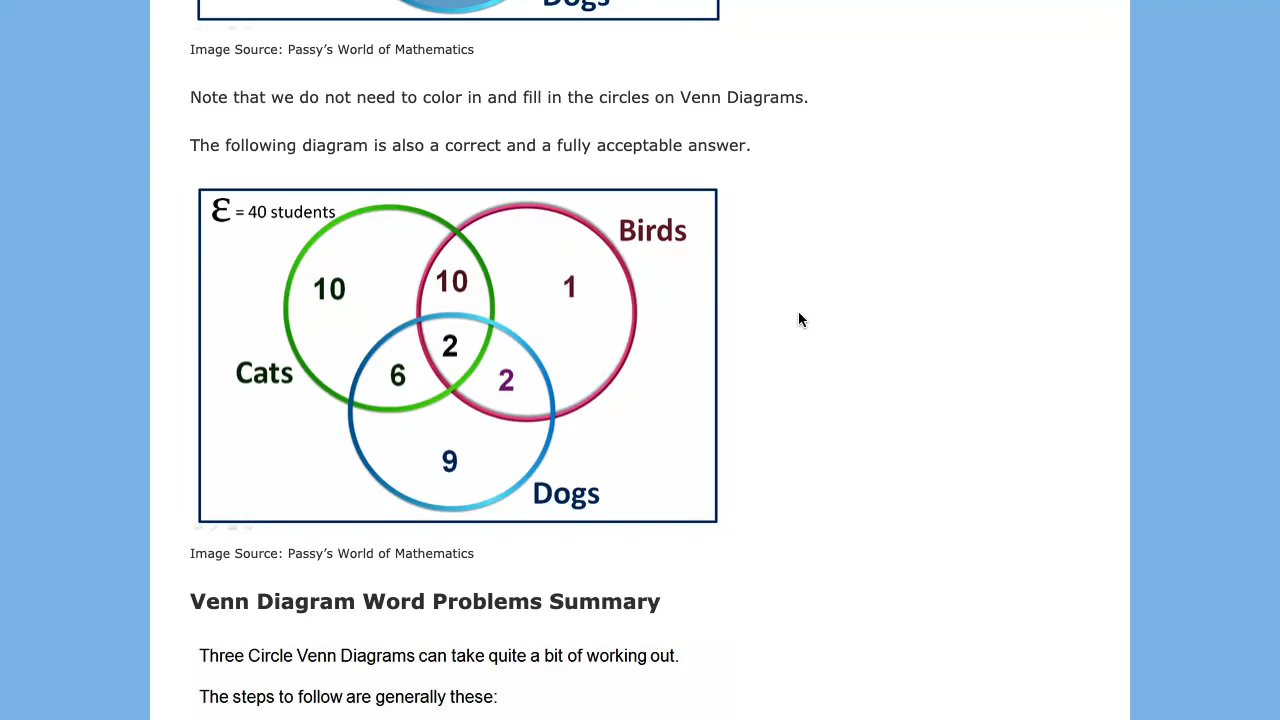 Dogs
Image Source: Passy’s World of Mathematics
Note that we do not need to color in and fill in the circles on Venn Diagrams.
The following diagram is also a correct and a fully acceptable answer.
Ɛ = 40 students
Birds
10
10
1
2
Cats
6
2
9
Dogs
Image Source: Passy’s World of Mathematics
Venn Diagram Word Problems Summary
Three Circle Venn Diagrams can take quite a bit of working out.
The steps to follow are generally these: